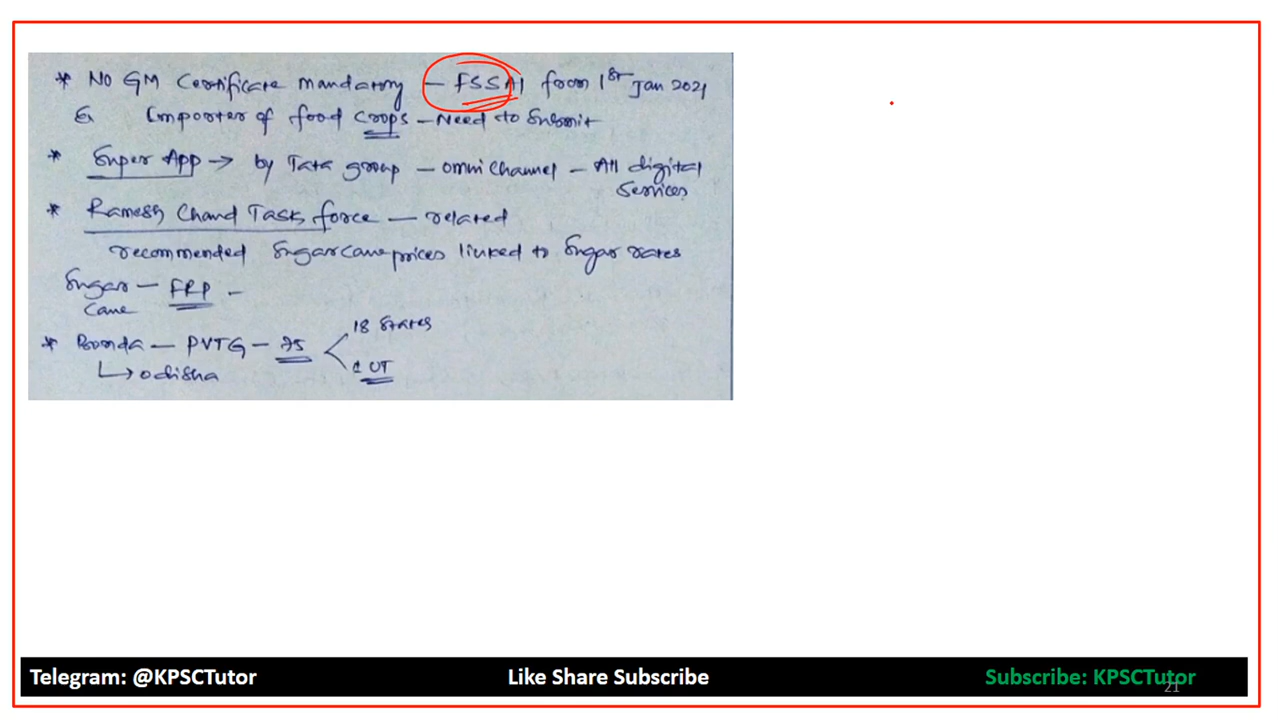 * No GM Certificate mandatory – FSSAI from 1st Jan 2021
Importer of food crops – Need to Submit
* Super App → by Tata group – omni channel – All digital
Services
* Ramesh Chand Task force – related
recommended Sugarcane prices linked to Sugar rates
Sugar – FRP –
Cane
* Bonda – PVTG – 75 18 States
↳ odisha 1 UT
Telegram: @KPSCTutor Like Share Subscribe Subscribe: KPSCTutor
21